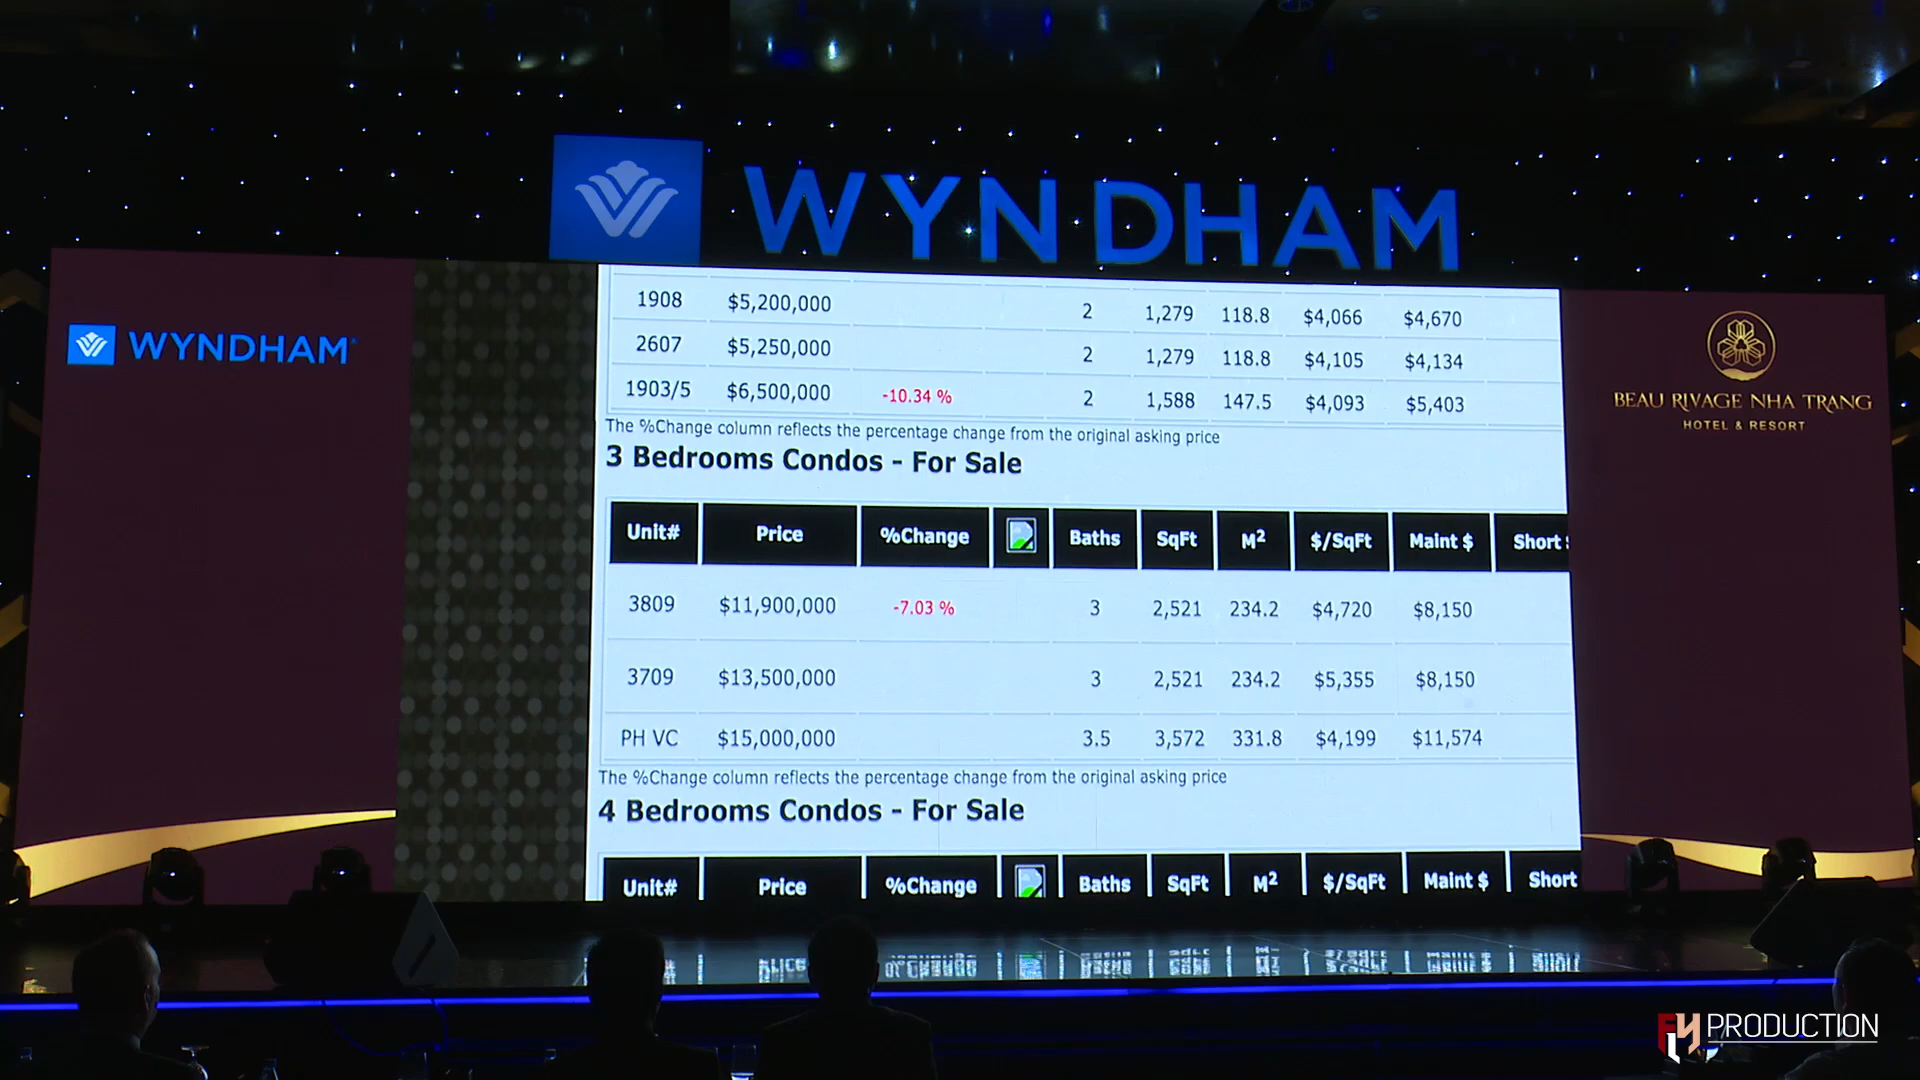 WYNDHAM
WYNDHAM
BEAU RIVAGE NHA TRANG
HOTEL & RESORT
1908 $5,200,000 2 1,279 118.8 $4,066 $4,670
2607 $5,250,000 2 1,279 118.8 $4,105 $4,134
1903/5 $6,500,000 -10.34 % 2 1,588 147.5 $4,093 $5,403
The %Change column reflects the percentage change from the original asking price
3 Bedrooms Condos - For Sale
Unit# Price %Change Baths SqFt M² $/SqFt Maint $ Short
3809 $11,900,000 -7.03 % 3 2,521 234.2 $4,720 $8,150
3709 $13,500,000 3 2,521 234.2 $5,355 $8,150
PH VC $15,000,000 3.5 3,572 331.8 $4,199 $11,574
The %Change column reflects the percentage change from the original asking price
4 Bedrooms Condos - For Sale
Unit# Price %Change Baths SqFt M² $/SqFt Maint $ Short
PRODUCTION